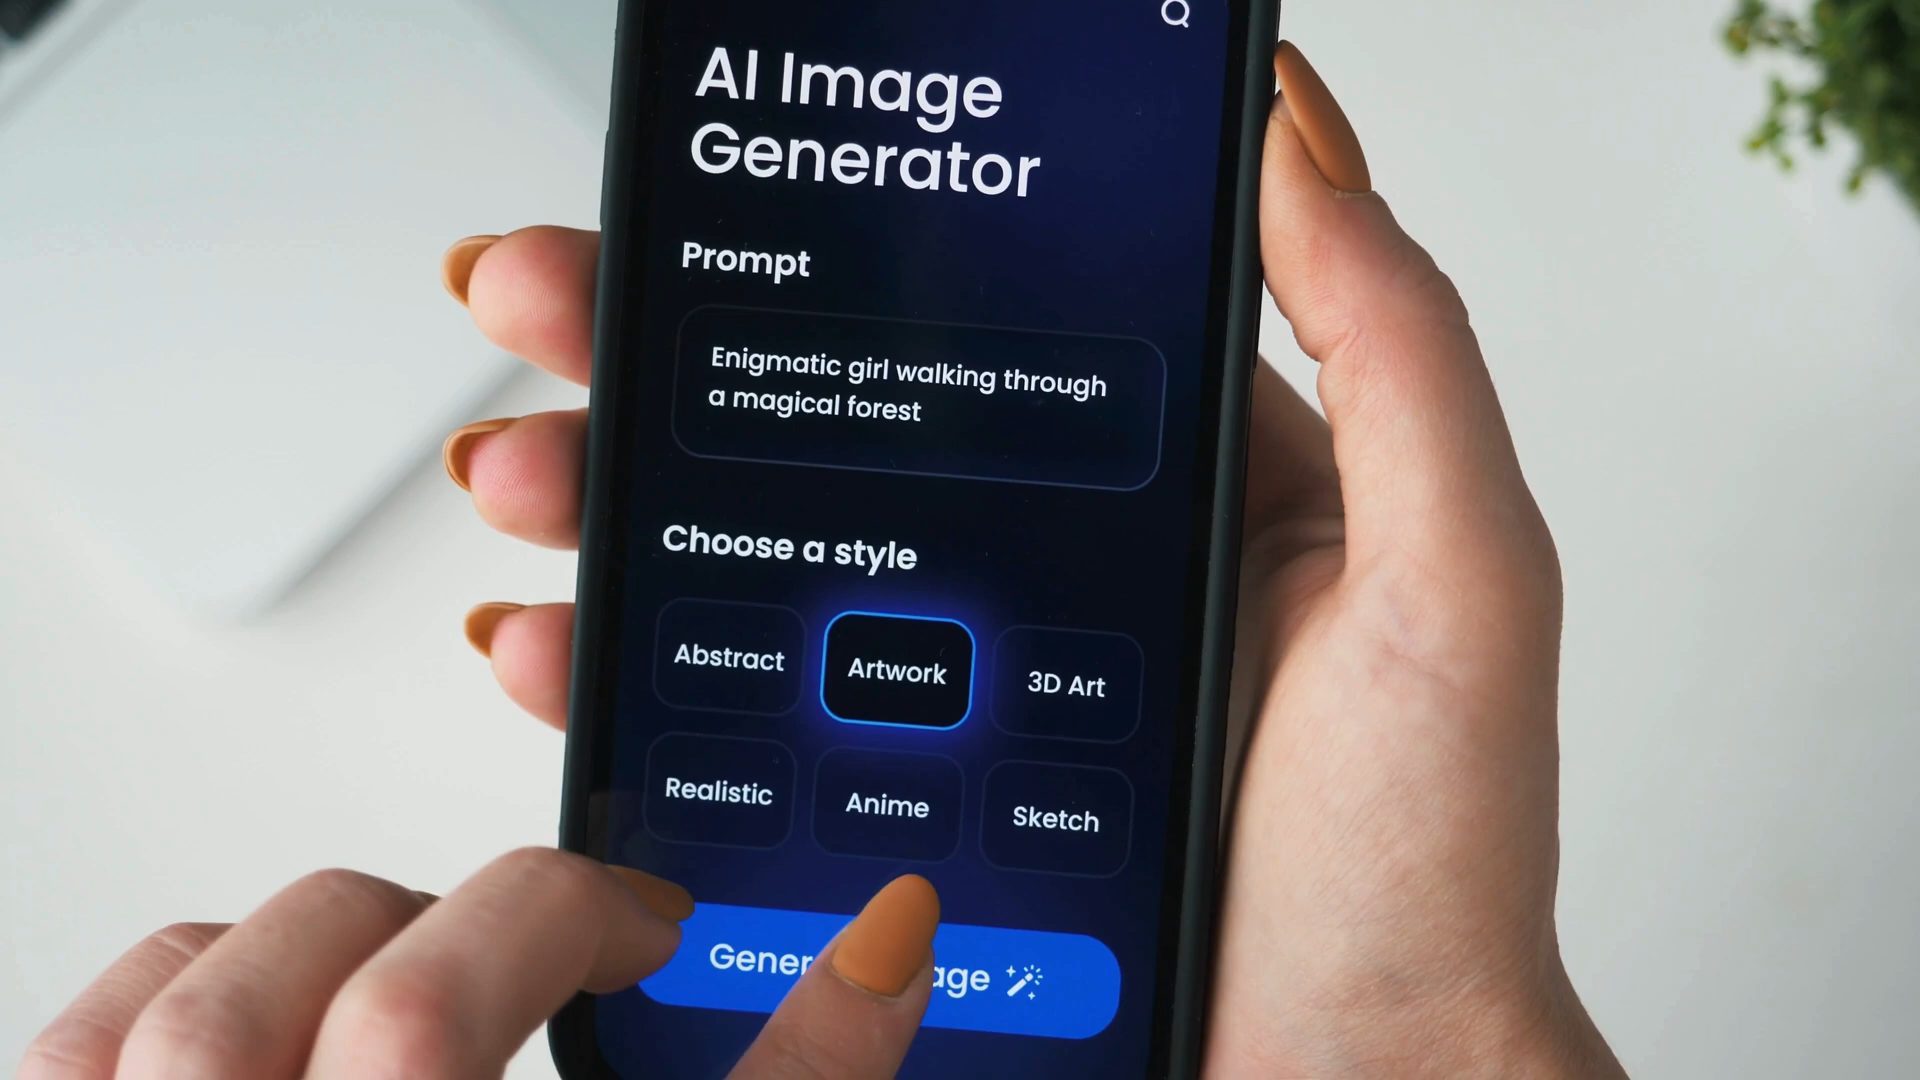 AI Image
Generator
Prompt
Enigmatic girl walking through
a magical forest
Choose a style
Abstract
Artwork
3D Art
Realistic
Anime
Sketch